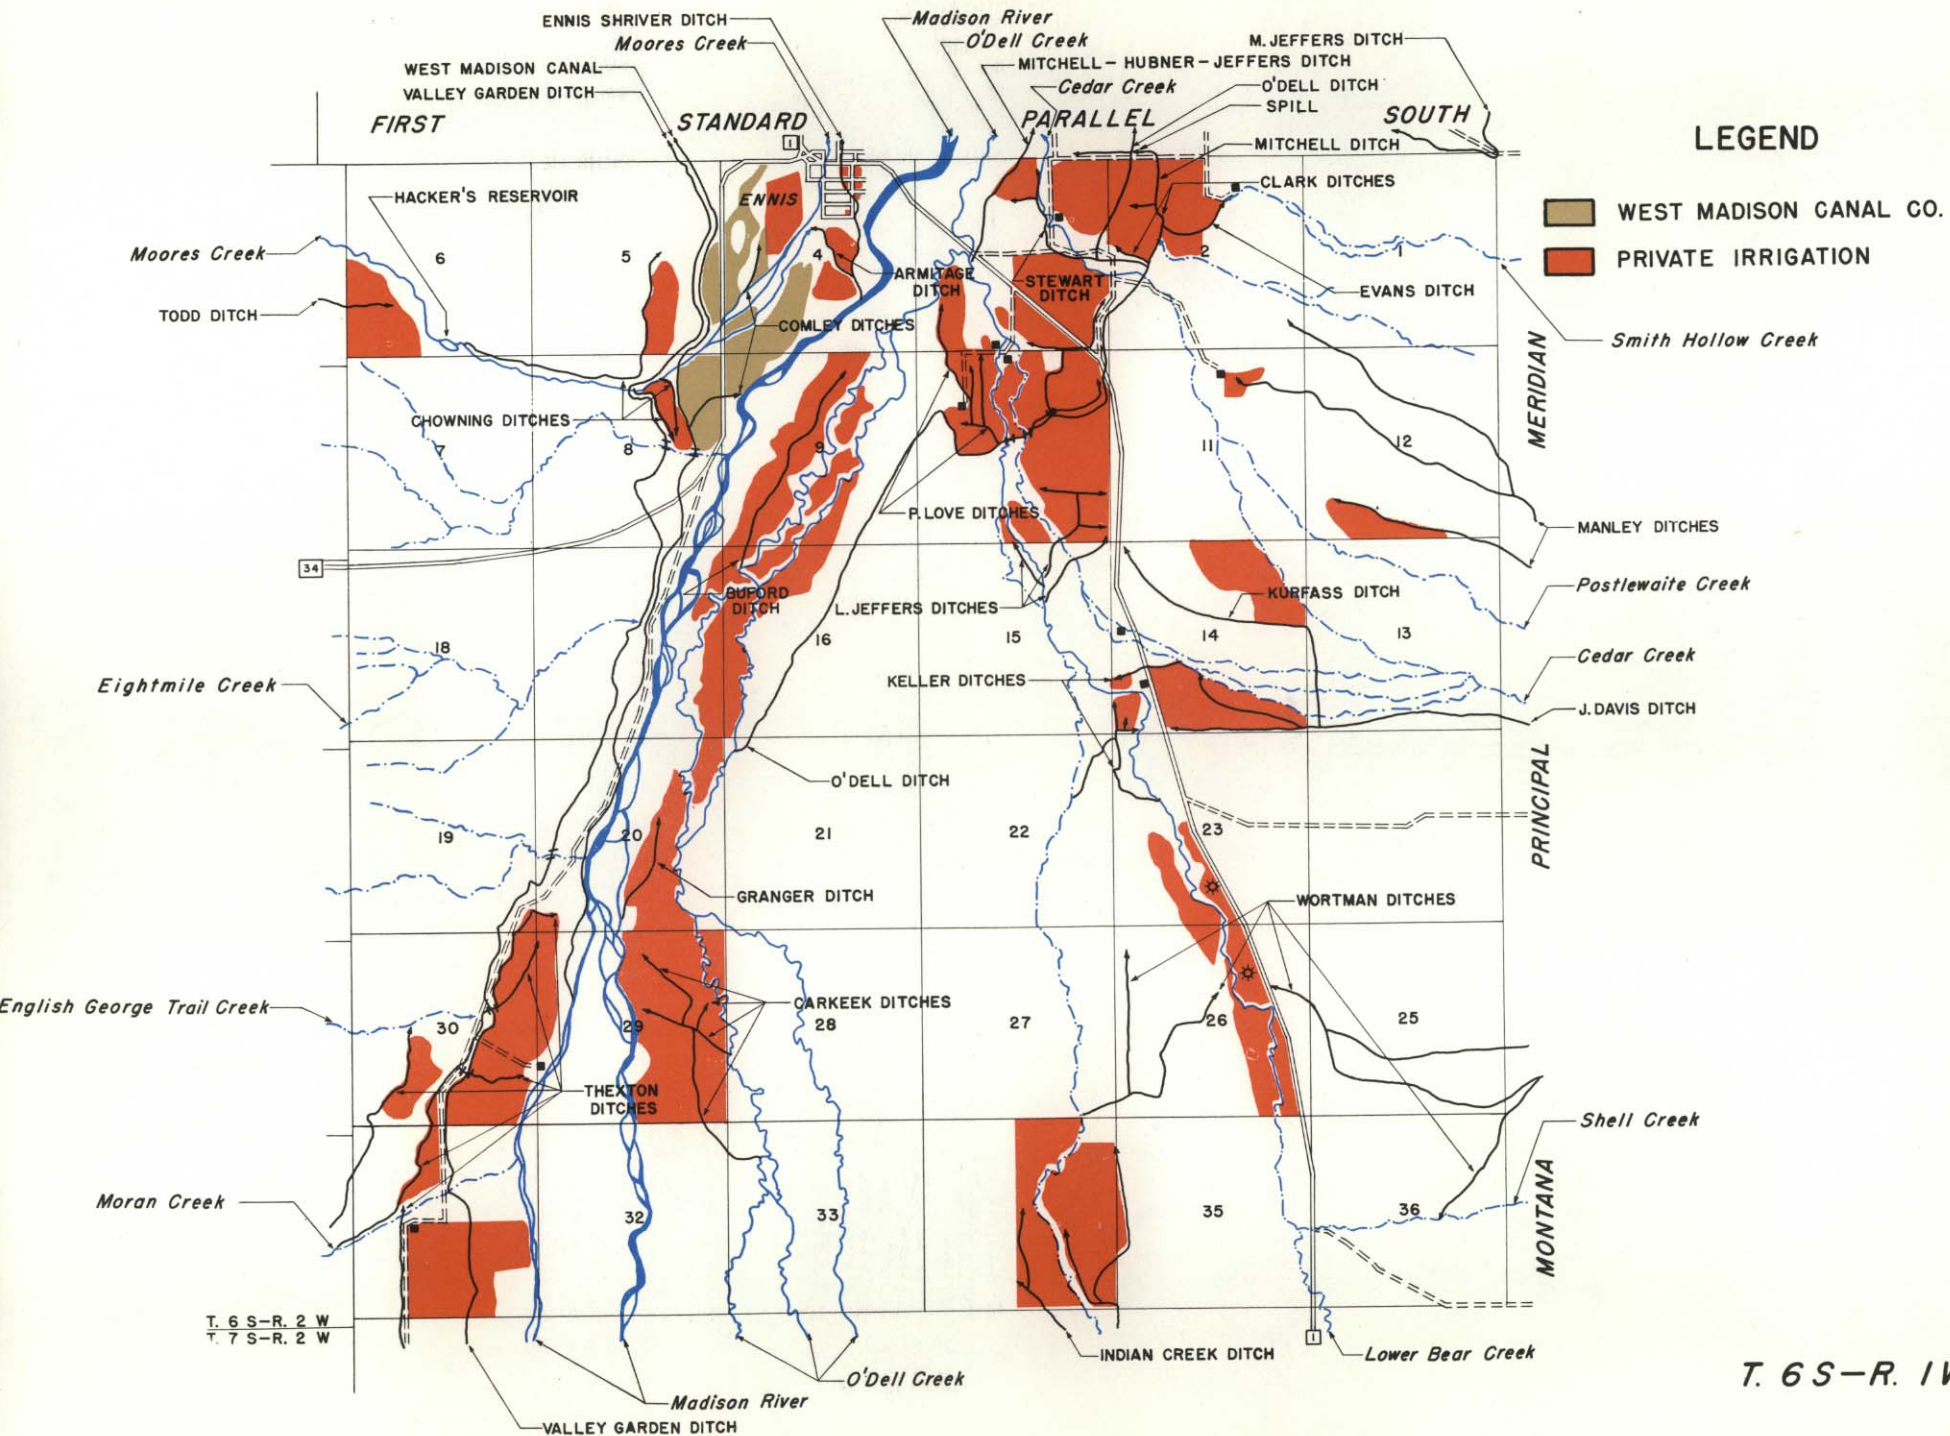 ENNIS SHRIVER DITCH
Madison River
Moores Creek
O'Dell Creek
M. JEFFERS DITCH
WEST MADISON CANAL
MITCHELL-HUBNER-JEFFERS DITCH
VALLEY GARDEN DITCH
Cedar Creek
O'DELL DITCH
SPILL
FIRST STANDARD PARALLEL SOUTH
LEGEND
1
MITCHELL DITCH
CLARK DITCHES
HACKER'S RESERVOIR
ENNIS
WEST MADISON CANAL CO.
PRIVATE IRRIGATION
Moores Creek
6
5
4
2
1
ARMITAGE
DITCH
STEWART
DITCH
EVANS DITCH
TODD DITCH
COMLEY DITCHES
Smith Hollow Creek
MERIDIAN
CHOWNING DITCHES
7
8
9
11
12
P. LOVE DITCHES
MANLEY DITCHES
34
Postlewaite Creek
BUFORD
DITCH
L. JEFFERS DITCHES
KURFASS DITCH
18
16
15
14
13
Cedar Creek
Eightmile Creek
KELLER DITCHES
J. DAVIS DITCH
O'DELL DITCH
PRINCIPAL
19
20
21
22
23
GRANGER DITCH
WORTMAN DITCHES
English George Trail Creek
CARKEEK DITCHES
30
29
28
27
26
25
THEXTON
DITCHES
Shell Creek
Moran Creek
32
33
35
36
MONTANA
T. 6 S-R. 2 W
T. 7 S-R. 2 W
1
INDIAN CREEK DITCH
Lower Bear Creek
O'Dell Creek
Madison River
VALLEY GARDEN DITCH
T. 6 S-R. 1